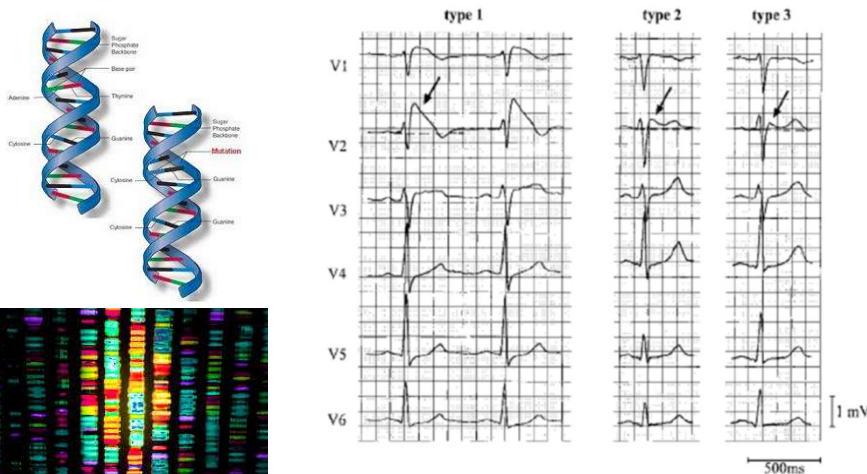 Sugar
Phosphate
Backbone
Base pair
Adenine
Thymine
Cytosine
Guanine
Sugar
Phosphate
Backbone
Mutation
Cytosine
Guanine
Cytosine
Guanine
type 1
type 2
type 3
V1
V2
V3
V4
V5
V6
1 mV
500ms